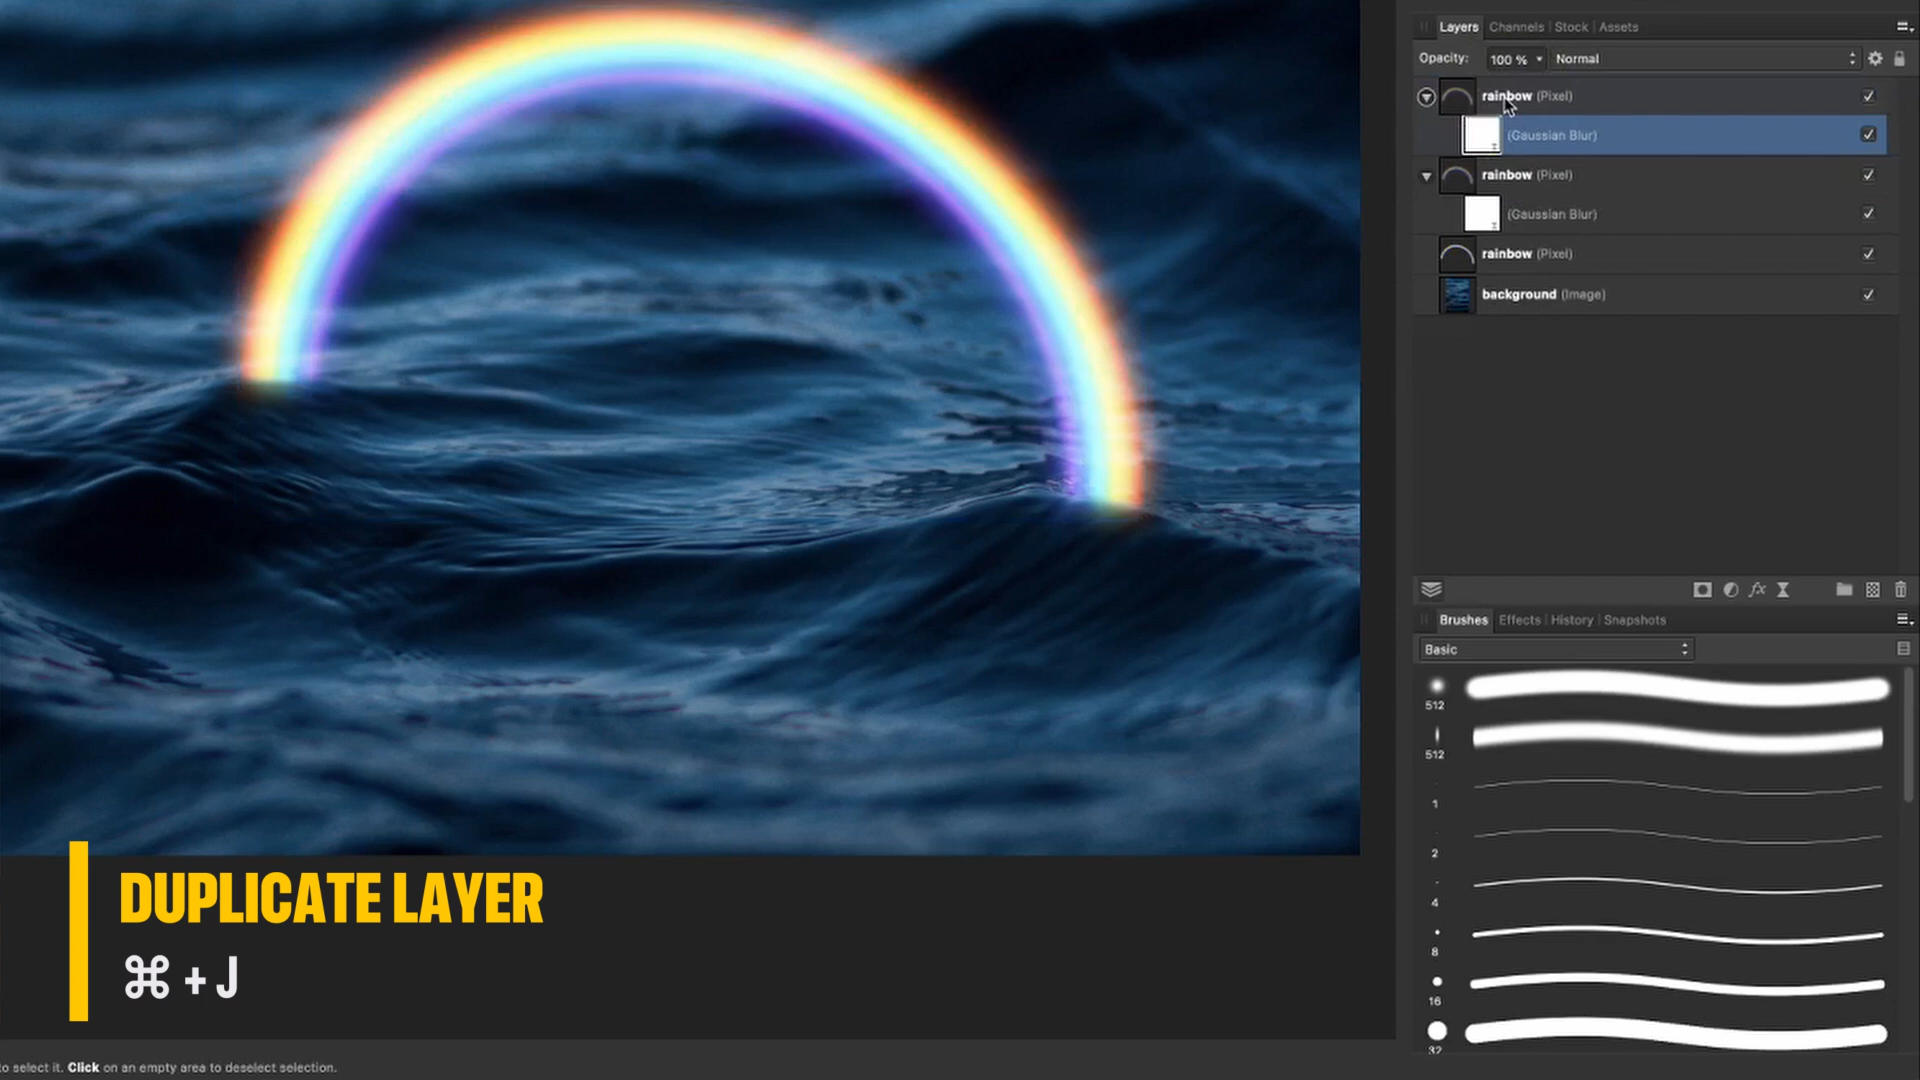 Layers Channels Stock Assets
Opacity: 100 % Normal
rainbow (Pixel)
(Gaussian Blur)
rainbow (Pixel)
(Gaussian Blur)
rainbow (Pixel)
background (Image)
fx
Brushes Effects History Snapshots
Basic
512
512
1
2
4
8
16
32
DUPLICATE LAYER
⌘ + J
to select it. Click on an empty area to deselect selection.